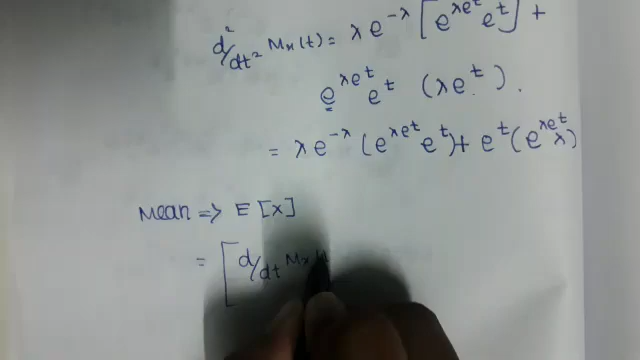 d²/dt² Mx(t) = λ e^-λ [e^λe^t e^t] +
e^λe^t e^t (λe^t).
= λ e^-λ (e^λe^t e^t) + e^t (e^λe^t λ)
Mean => E [x]
= [ d/dt Mx